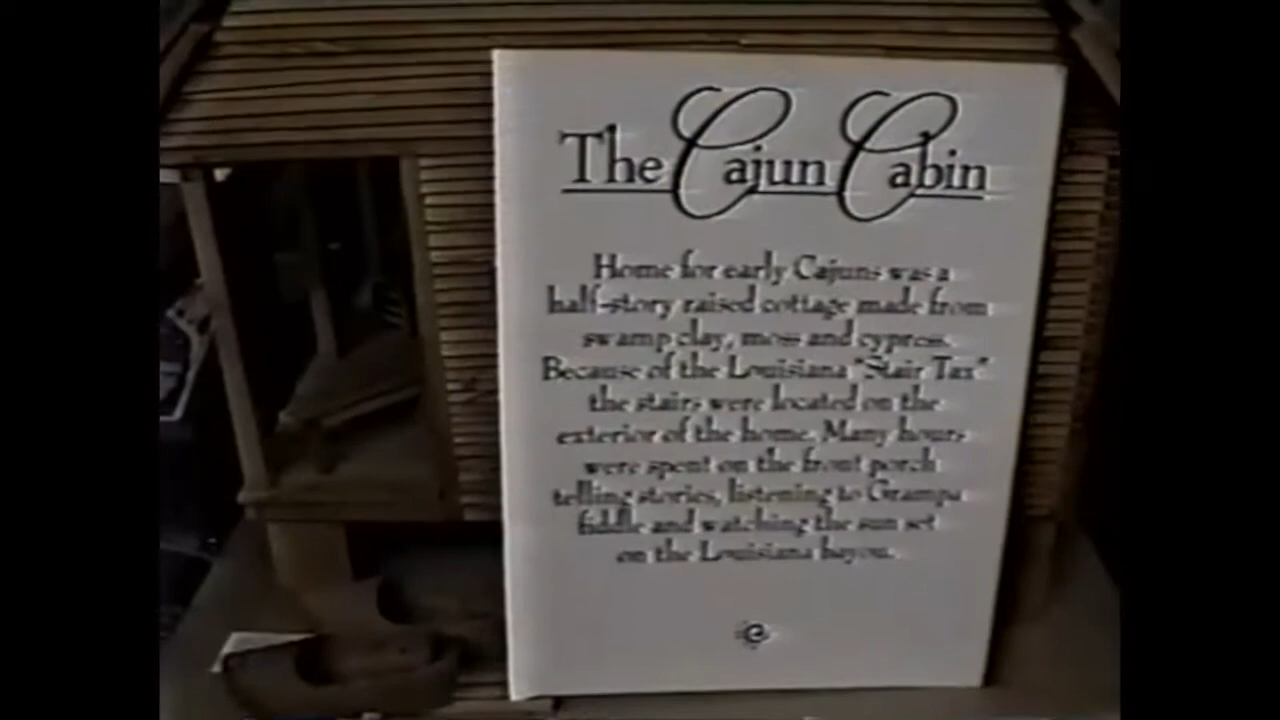 The Cajun Cabin
Home for early Cajuns was a
half-story raised cottage made from
swamp clay, moss and cypress.
Because of the Louisiana "Stair Tax"
the stairs were located on the
exterior of the home. Many hours
were spent on the front porch
telling stories, listening to Grampa
fiddle and watching the sun set
on the Louisiana bayou.